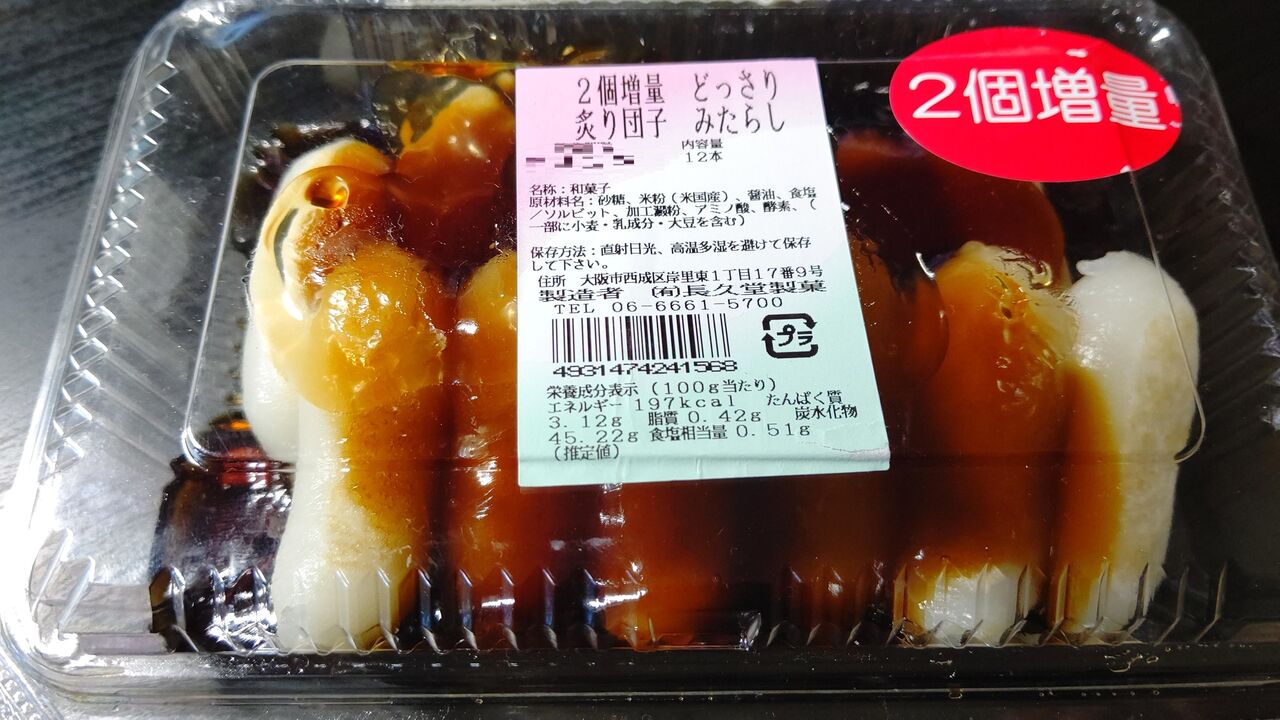 2個増量 どっさり
炙り団子 みたらし
内容量
12本
名称：和菓子
原材料名：砂糖、米粉（米国産）、醤油、食塩
／ソルビット、加工澱粉、アミノ酸、酵素、（
一部に小麦・乳成分・大豆を含む）
保存方法：直射日光、高温多湿を避けて保存
して下さい。
住所 大阪市西成区岸里東1丁目17番9号
製造者 (有)長久堂製菓
TEL 06-6661-5700
プラ
4931474241568
栄養成分表示（100g当たり）
エネルギー 197kcal たんぱく質
3.12g 脂質 0.42g 炭水化物
45.22g 食塩相当量 0.51g
（推定値）
2個増量